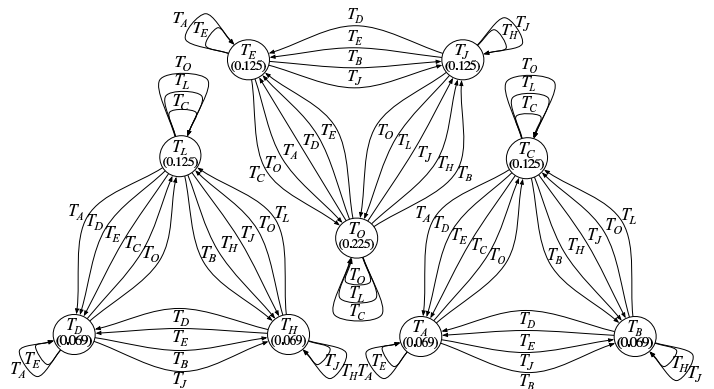 T_D
T_A
T_E
T_E
T_J
T_H
T_E
(0.125)
T_B
T_J
(0.125)
T_J
T_O
T_L
T_C
T_O
T_L
T_C
T_C
T_O
T_A
T_D
T_E
T_O
T_L
T_J
T_H
T_B
T_L
(0.125)
T_C
(0.125)
T_O
(0.225)
T_O
T_L
T_C
T_A
T_D
T_E
T_C
T_O
T_B
T_H
T_J
T_O
T_L
T_A
T_D
T_E
T_C
T_O
T_B
T_H
T_J
T_O
T_L
T_D
(0.069)
T_D
T_E
T_B
T_J
T_H
(0.069)
T_A
T_E
T_J
T_H
T_A
(0.069)
T_D
T_E
T_J
T_B
T_B
(0.069)
T_A
T_E
T_H
T_J